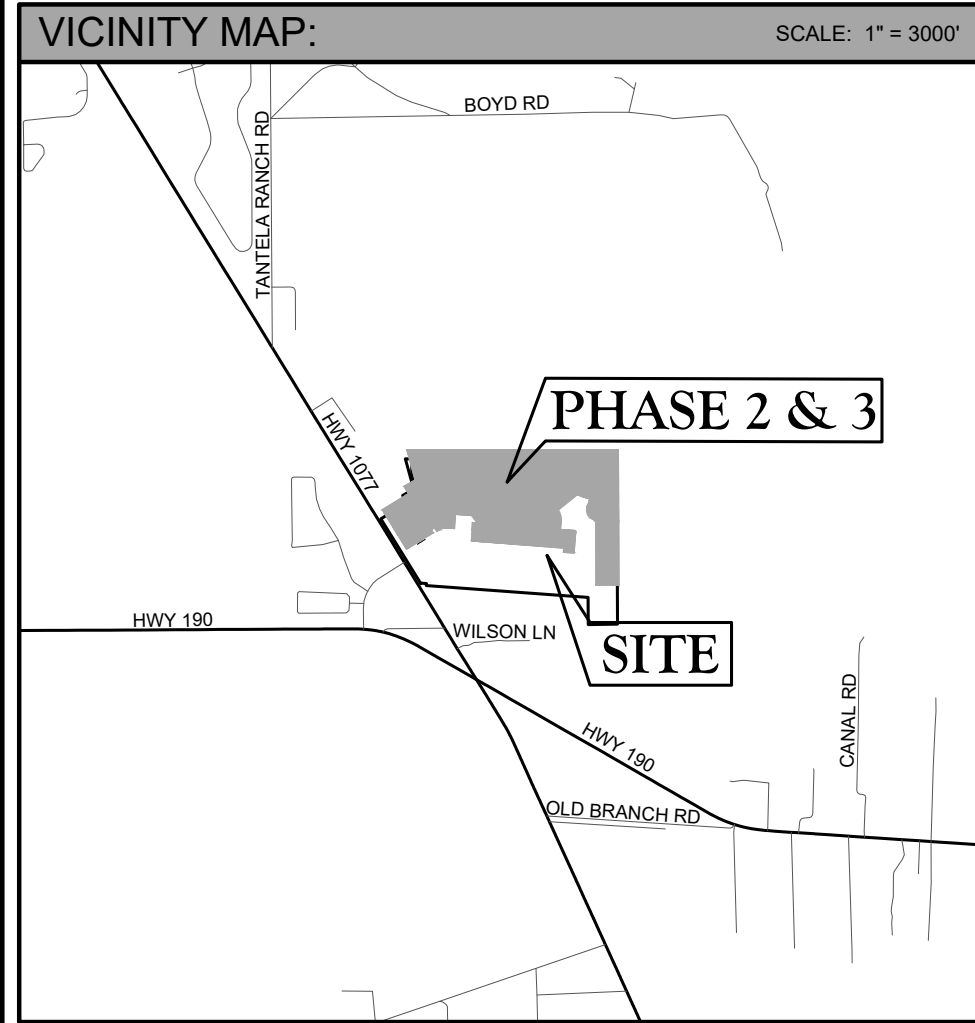 VICINITY MAP:
SCALE: 1" = 3000'
BOYD RD
TANTELA RANCH RD
PHASE 2 & 3
HWY 1077
HWY 190
WILSON LN
SITE
CANAL RD
HWY 190
OLD BRANCH RD